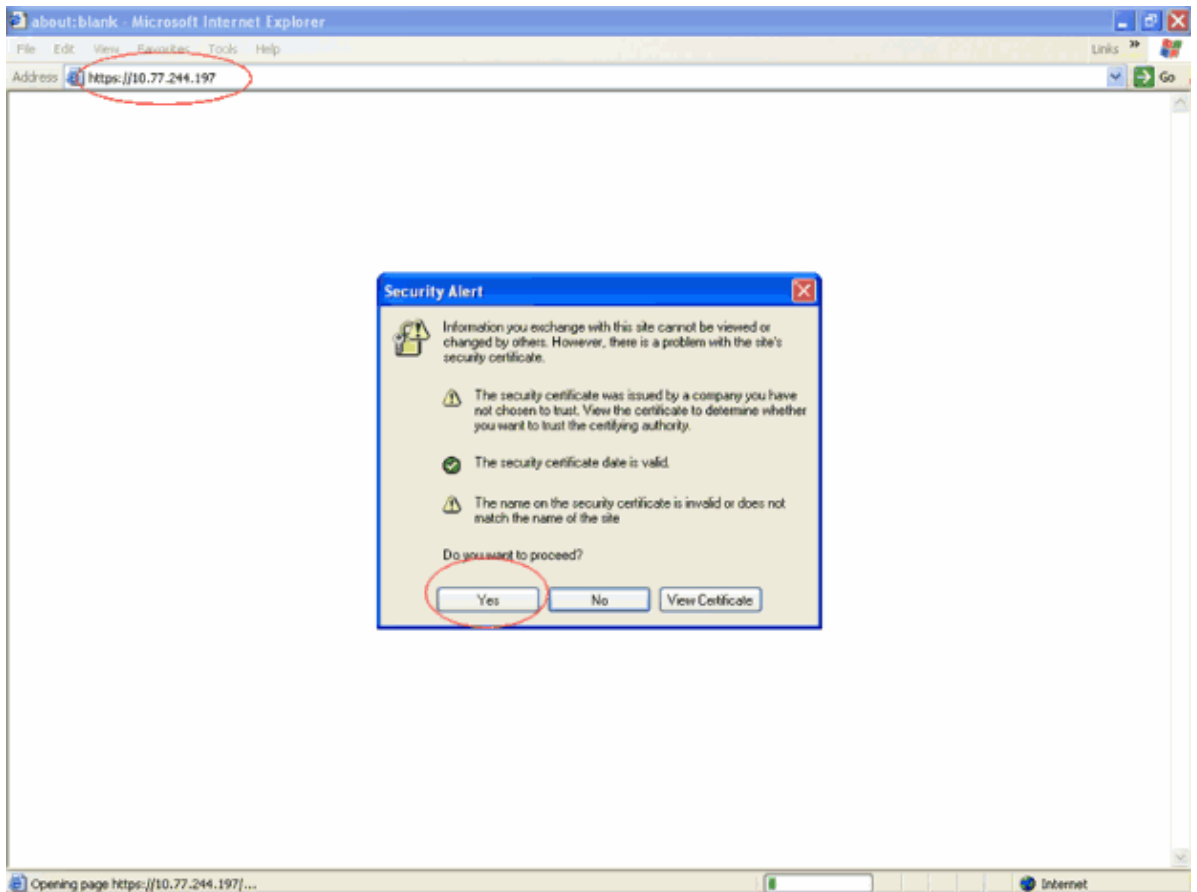 about:blank - Microsoft Internet Explorer
File Edit View Favorites Tools Help
Links »
Address https://10.77.244.197
Go
Security Alert
Information you exchange with this site cannot be viewed or
changed by others. However, there is a problem with the site's
security certificate.
The security certificate was issued by a company you have
not chosen to trust. View the certificate to determine whether
you want to trust the certifying authority.
The security certificate date is valid.
The name on the security certificate is invalid or does not
match the name of the site
Do you want to proceed?
Yes No View Certificate
Opening page https://10.77.244.197/...
Internet